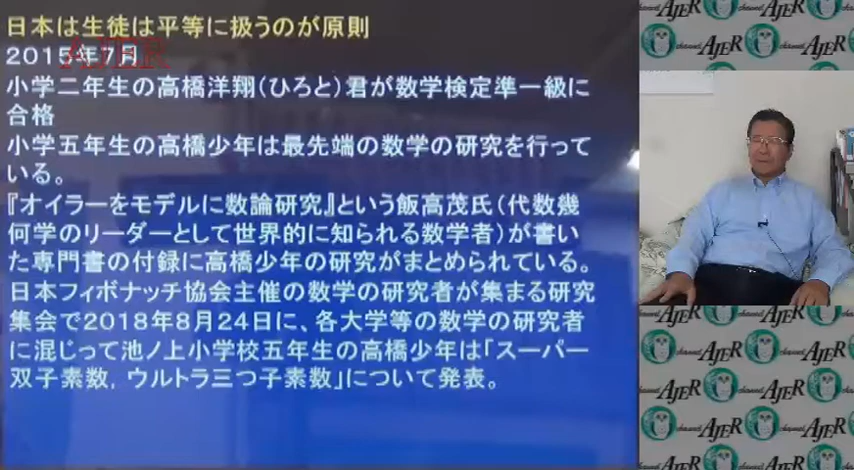 日本は生徒は平等に扱うのが原則
2015年7月
小学二年生の高橋洋翔(ひろと)君が数学検定準一級に
合格
小学五年生の高橋少年は最先端の数学の研究を行って
いる。
『オイラーをモデルに数論研究』という飯高茂氏(代数幾
何学のリーダーとして世界的に知られる数学者)が書い
た専門書の付録に高橋少年の研究がまとめられている。
日本フィボナッチ協会主催の数学の研究者が集まる研究
集会で2018年8月24日に、各大学等の数学の研究者
に混じって池ノ上小学校五年生の高橋少年は「スーパー
双子素数, ウルトラ三つ子素数」について発表。
AJER
channel AJER